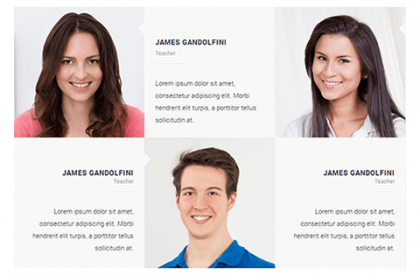 JAMES GANDOLFINI
Teacher
Lorem ipsum dolor sit amet,
consectetur adipiscing elit. Morbi
hendrerit elit turpis, a porttitor tellus
sollicitudin at.
JAMES GANDOLFINI
Teacher
Lorem ipsum dolor sit amet,
consectetur adipiscing elit. Morbi
hendrerit elit turpis, a porttitor tellus
sollicitudin at.
JAMES GANDOLFINI
Teacher
Lorem ipsum dolor sit amet,
consectetur adipiscing elit. Morbi
hendrerit elit turpis, a porttitor tellus
sollicitudin at.